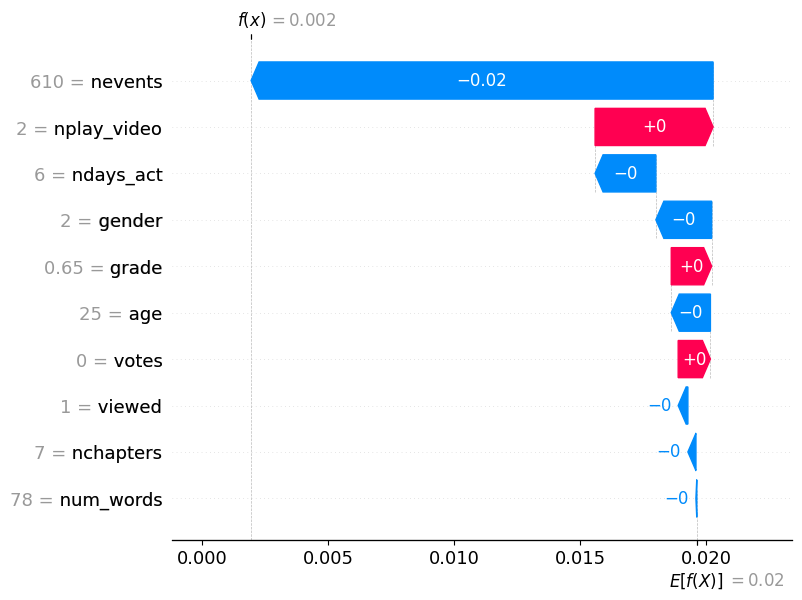 f(x) = 0.002
610 = nevents −0.02
2 = nplay_video +0
6 = ndays_act −0
2 = gender −0
0.65 = grade +0
25 = age −0
0 = votes +0
1 = viewed −0
7 = nchapters −0
78 = num_words −0
0.000 0.005 0.010 0.015 0.020
E[f(X)] = 0.02